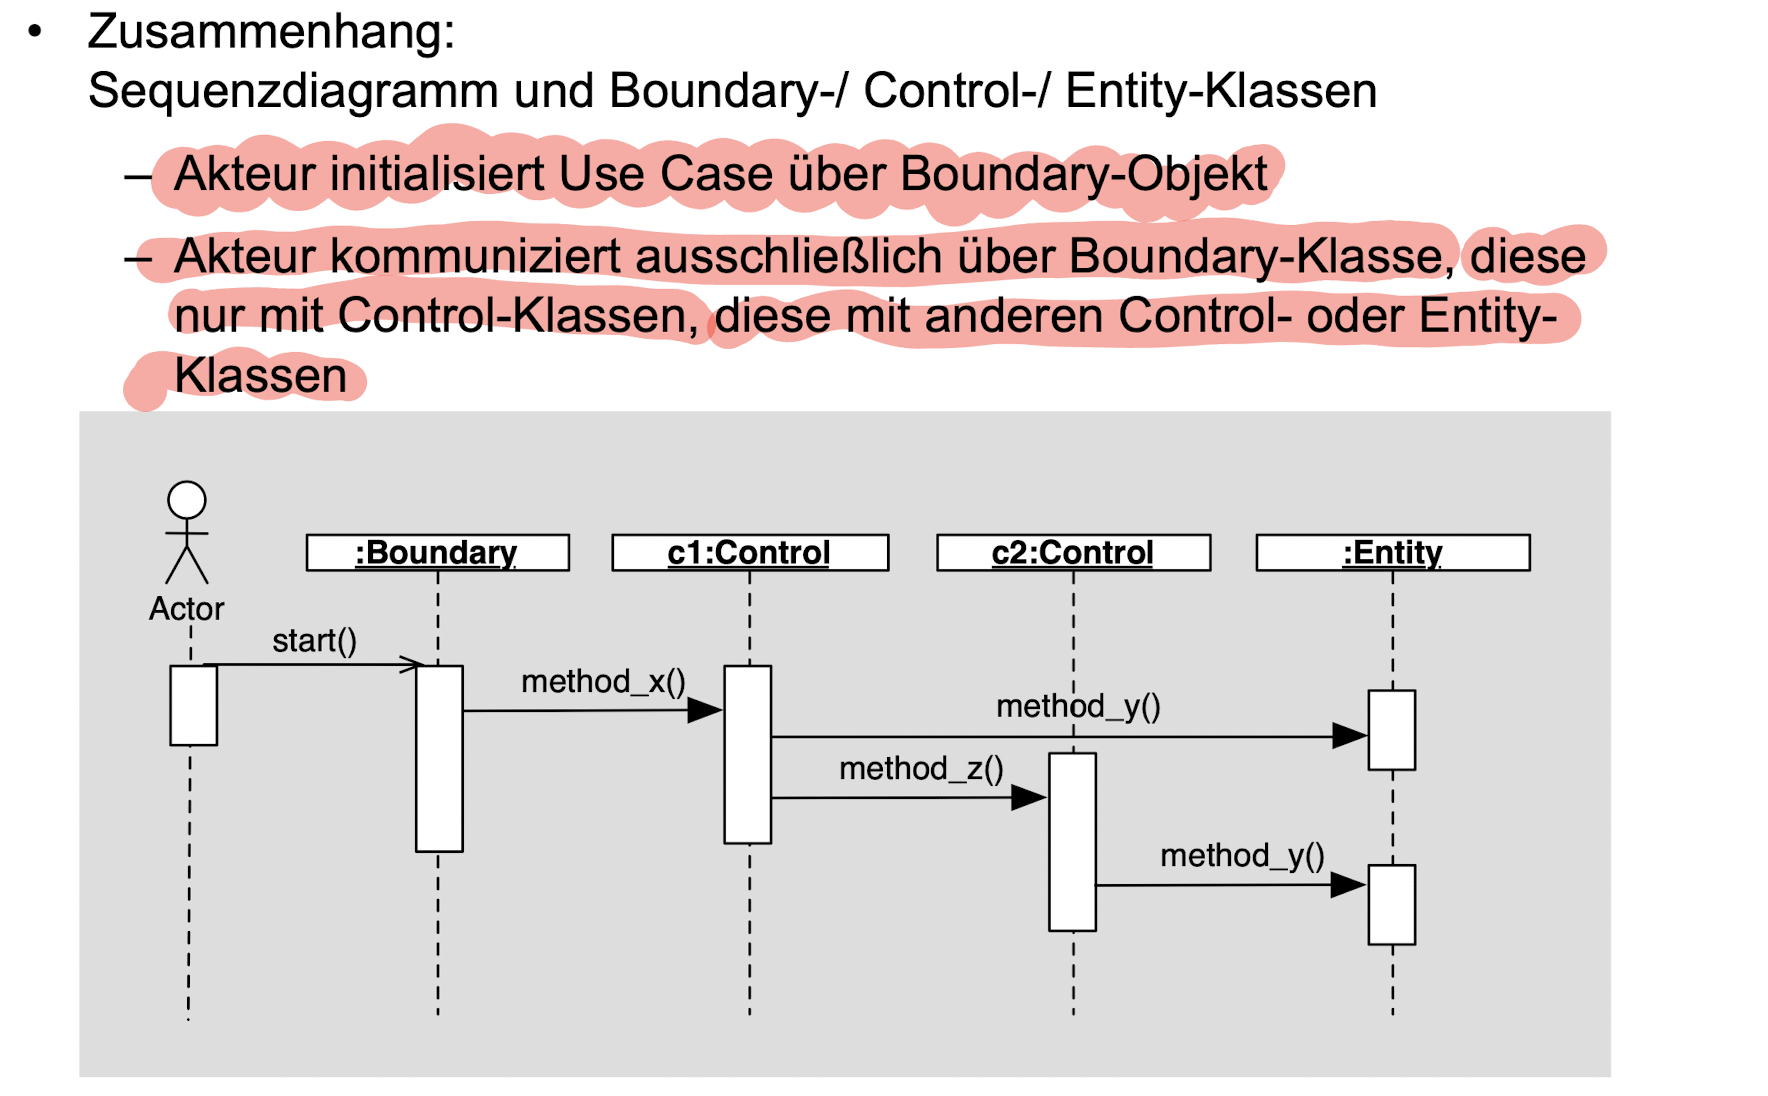 • Zusammenhang:
Sequenzdiagramm und Boundary-/ Control-/ Entity-Klassen
– Akteur initialisiert Use Case über Boundary-Objekt
– Akteur kommuniziert ausschließlich über Boundary-Klasse, diese
nur mit Control-Klassen, diese mit anderen Control- oder Entity-
Klassen
:Boundary
c1:Control
c2:Control
:Entity
Actor
start()
method_x()
method_y()
method_z()
method_y()